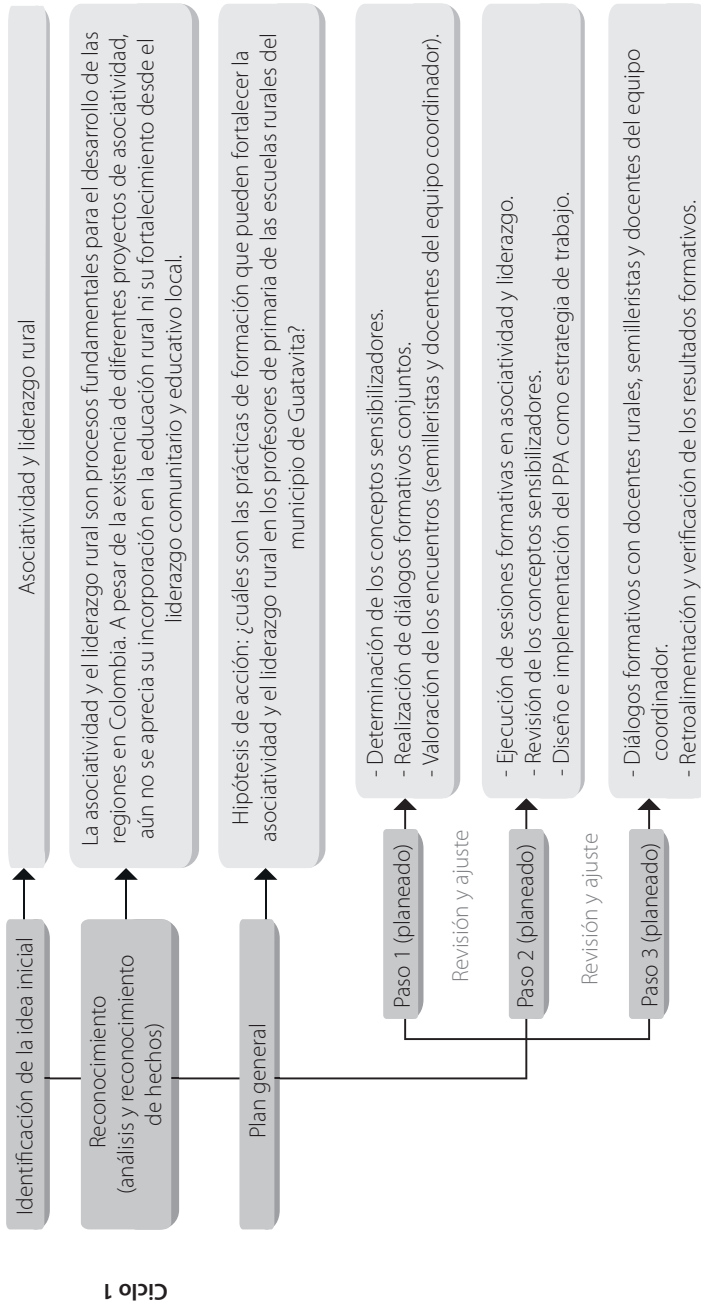 Ciclo 1
Identificación de la idea inicial
Asociatividad y liderazgo rural
Reconocimiento
(análisis y reconocimiento
de hechos)
La asociatividad y el liderazgo rural son procesos fundamentales para el desarrollo de las
regiones en Colombia. A pesar de la existencia de diferentes proyectos de asociatividad,
aún no se aprecia su incorporación en la educación rural ni su fortalecimiento desde el
liderazgo comunitario y educativo local.
Plan general
Hipótesis de acción: ¿cuáles son las prácticas de formación que pueden fortalecer la
asociatividad y el liderazgo rural en los profesores de primaria de las escuelas rurales del
municipio de Guatavita?
Paso 1 (planeado)
- Determinación de los conceptos sensibilizadores.
- Realización de diálogos formativos conjuntos.
- Valoración de los encuentros (semilleristas y docentes del equipo coordinador).
Revisión y ajuste
Paso 2 (planeado)
- Ejecución de sesiones formativas en asociatividad y liderazgo.
- Revisión de los conceptos sensibilizadores.
- Diseño e implementación del PPA como estrategia de trabajo.
Revisión y ajuste
Paso 3 (planeado)
- Diálogos formativos con docentes rurales, semilleristas y docentes del equipo
coordinador.
- Retroalimentación y verificación de los resultados formativos.